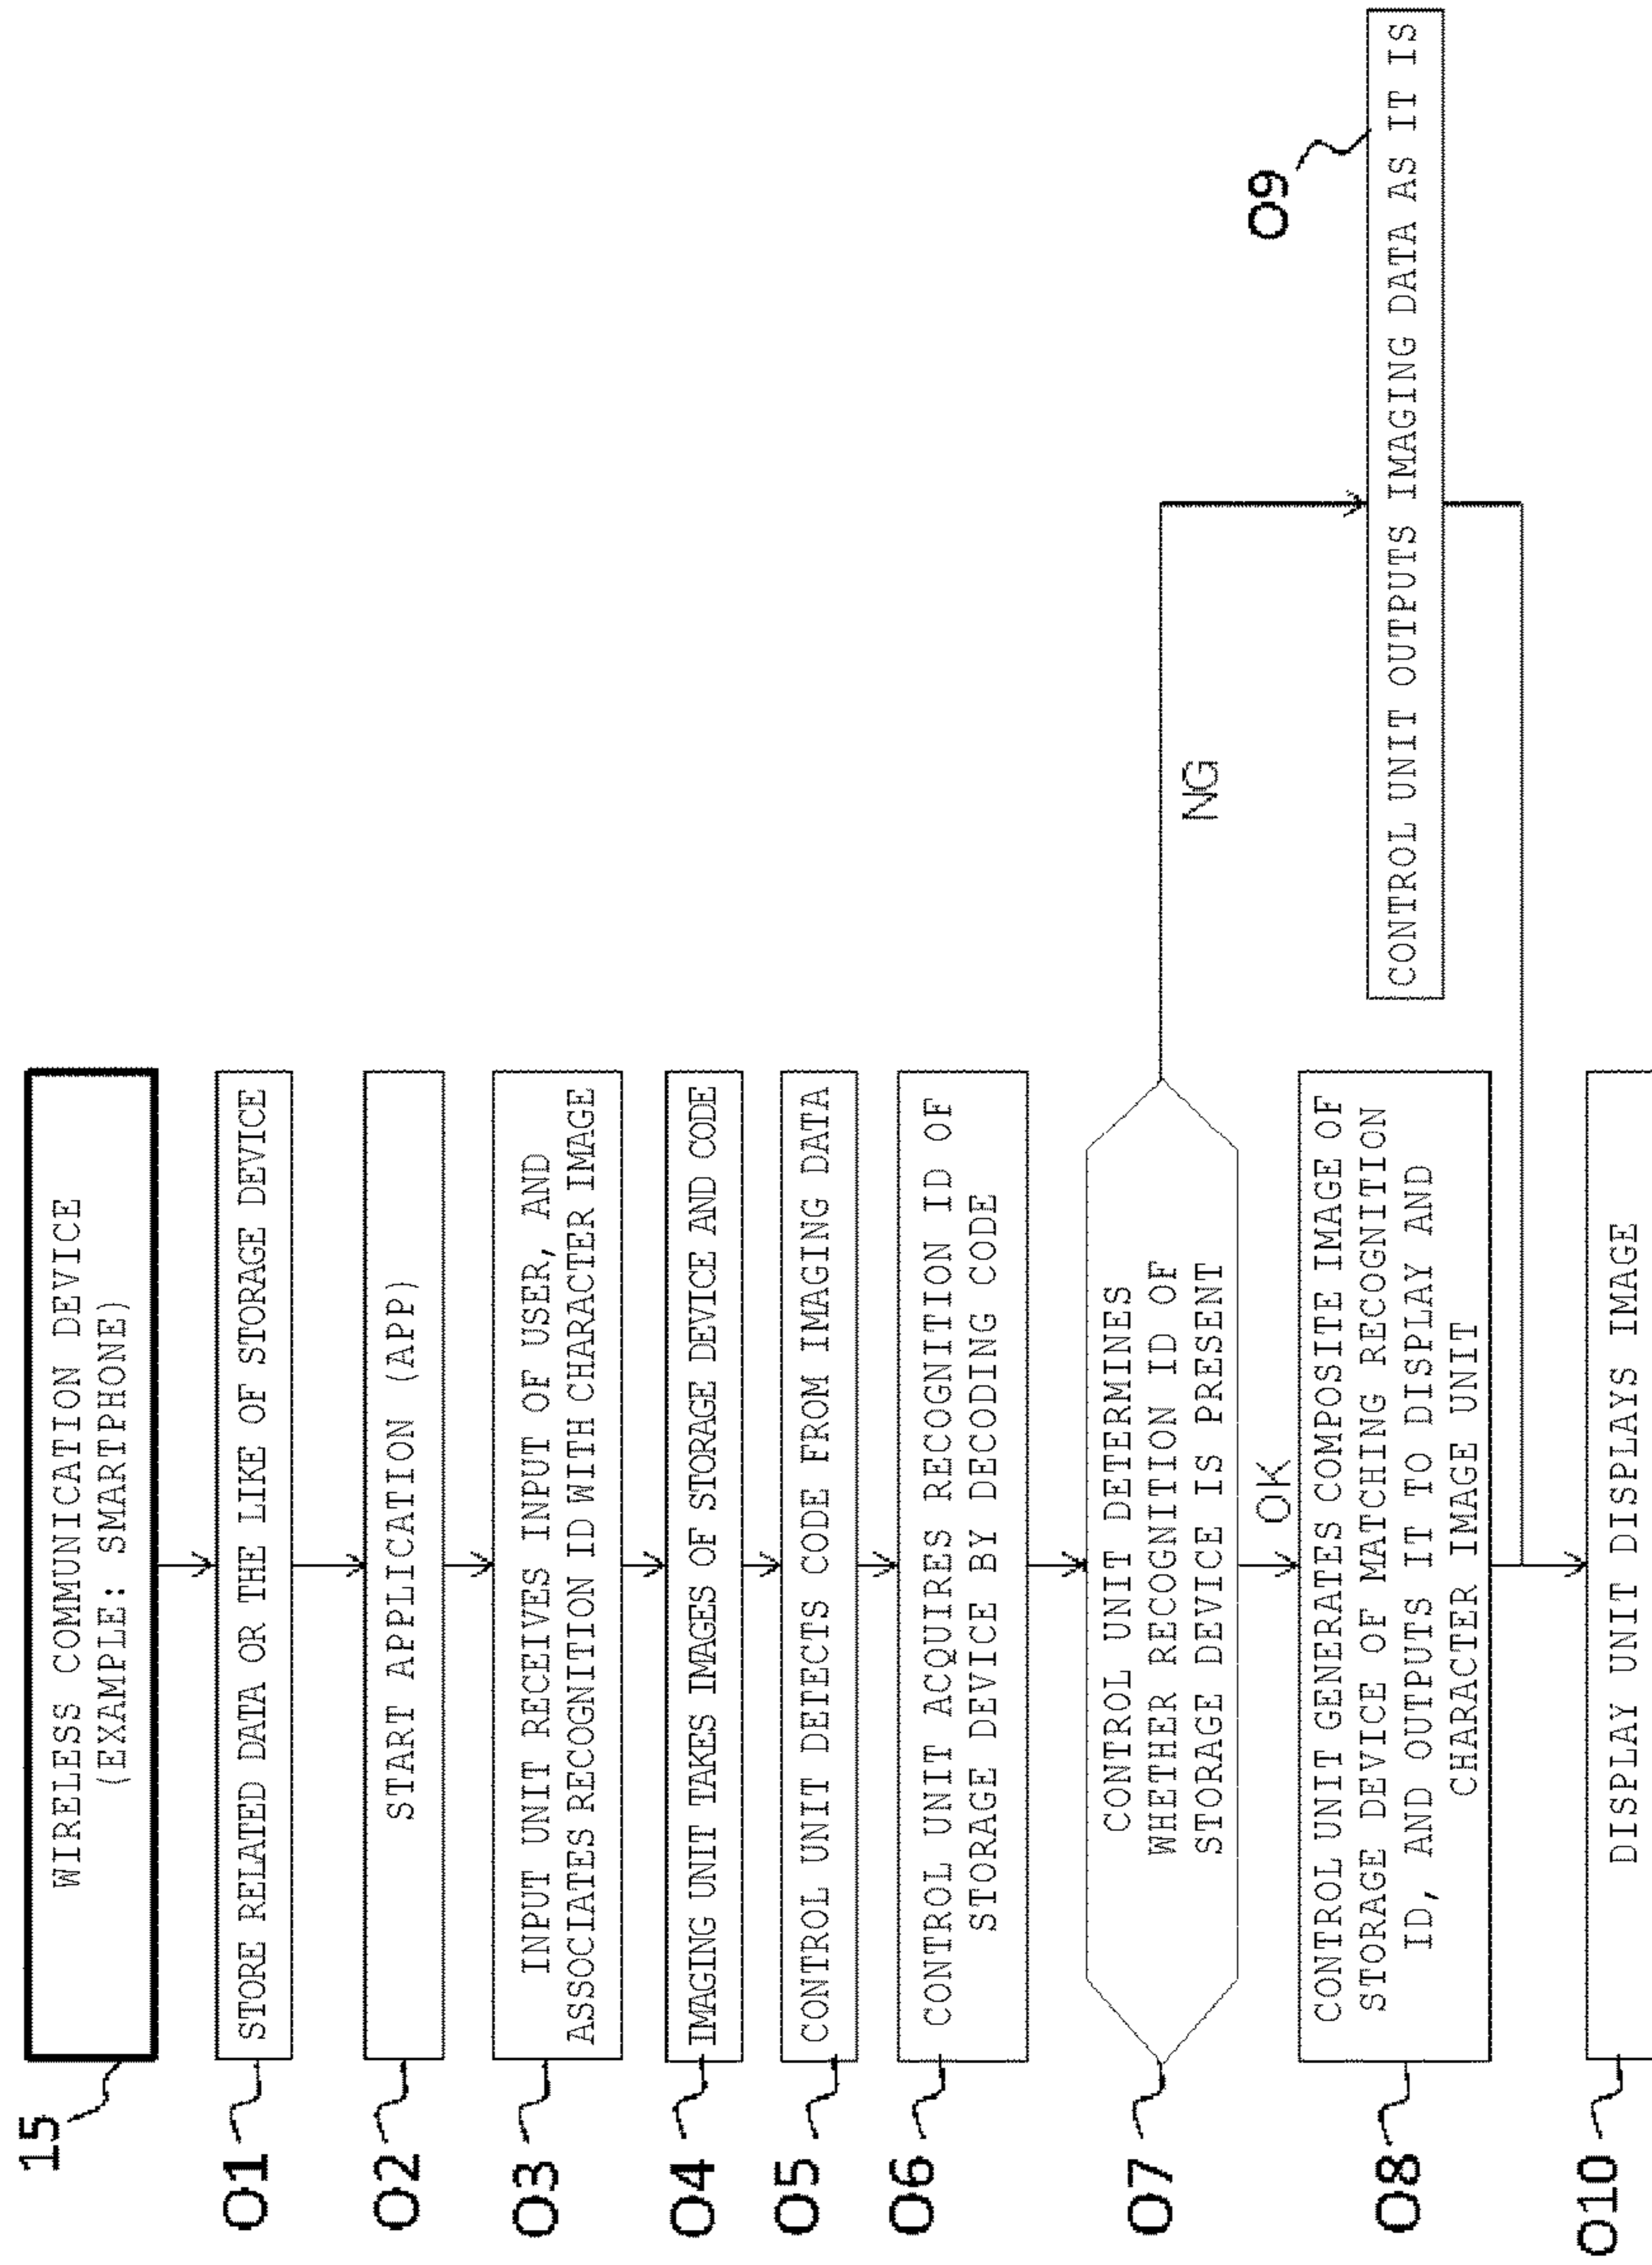 15
WIRELESS COMMUNICATION DEVICE
(EXAMPLE: SMARTPHONE)
O1
STORE RELATED DATA OR THE LIKE OF STORAGE DEVICE
O2
START APPLICATION (APP)
O3
INPUT UNIT RECEIVES INPUT OF USER, AND
ASSOCIATES RECOGNITION ID WITH CHARACTER IMAGE
O4
IMAGING UNIT TAKES IMAGES OF STORAGE DEVICE AND CODE
O5
CONTROL UNIT DETECTS CODE FROM IMAGING DATA
O6
CONTROL UNIT ACQUIRES RECOGNITION ID OF
STORAGE DEVICE BY DECODING CODE
O7
CONTROL UNIT DETERMINES
WHETHER RECOGNITION ID OF
STORAGE DEVICE IS PRESENT
NG
OK
O8
CONTROL UNIT GENERATES COMPOSITE IMAGE OF
STORAGE DEVICE OF MATCHING RECOGNITION
ID, AND OUTPUTS IT TO DISPLAY AND
CHARACTER IMAGE UNIT
O9
CONTROL UNIT OUTPUTS IMAGING DATA AS IT IS
O10
DISPLAY UNIT DISPLAYS IMAGE